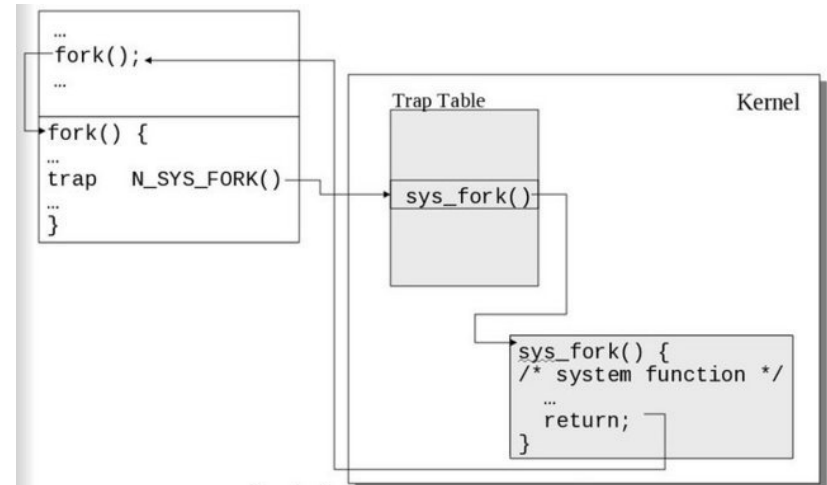 …
fork();
…
fork() {
…
trap N_SYS_FORK()
…
}
Trap Table
Kernel
sys_fork()
sys_fork() {
/* system function */
…
return;
}